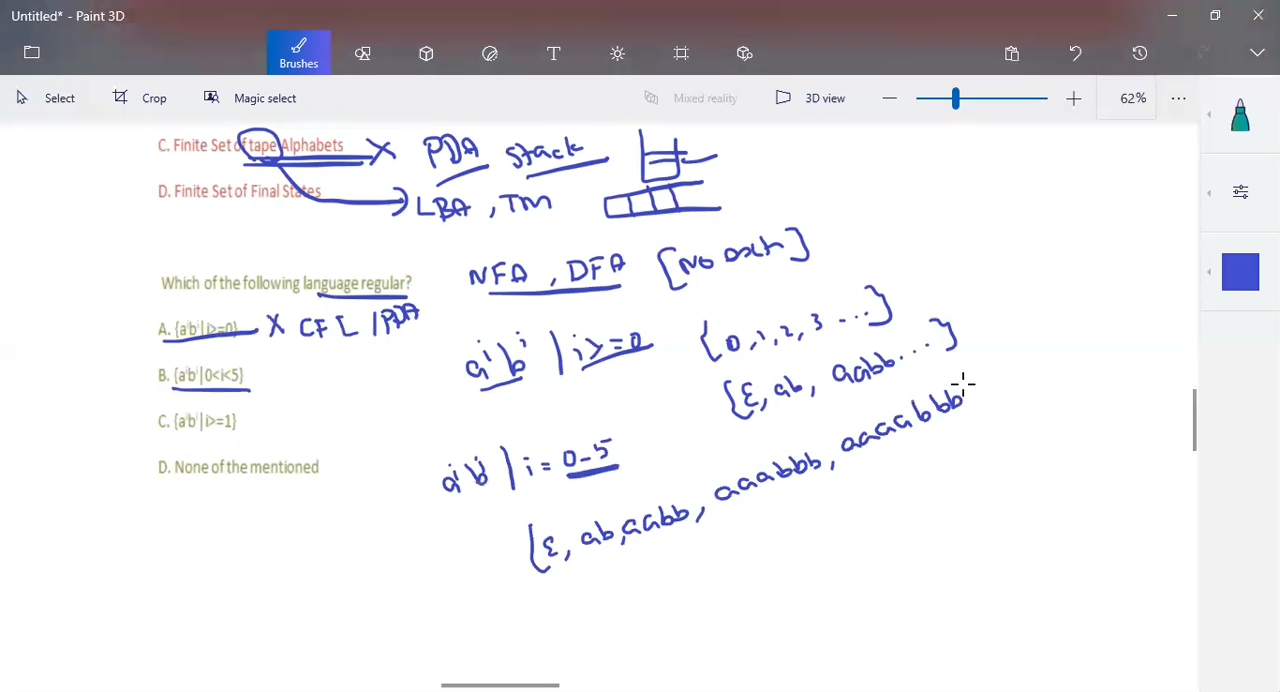 Untitled* - Paint 3D
Brushes
Select Crop Magic select Mixed reality 3D view 62%
C. Finite Set of tape Alphabets X PDA stack
D. Finite Set of Final States LBA, TM
NFA, DFA [No
Which of the following language regular?
A. {aⁱbⁱ|i>=0} X CFL /PDA
aⁱbⁱ | i>=0 {0,1,2,3 ...}
B. {aⁱbⁱ|0<i<5} {ε, ab, aabb...}
C. {aⁱbⁱ|i>=1}
D. None of the mentioned
aⁱbⁱ | i = 0-5
{ε, ab, aabb, aaabbb, aaaabbb